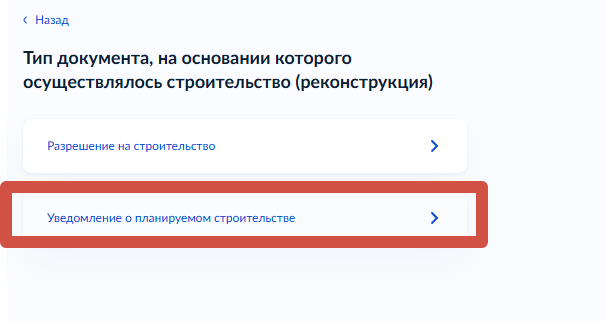 Назад
Тип документа, на основании которого
осуществлялось строительство (реконструкция)
Разрешение на строительство
Уведомление о планируемом строительстве